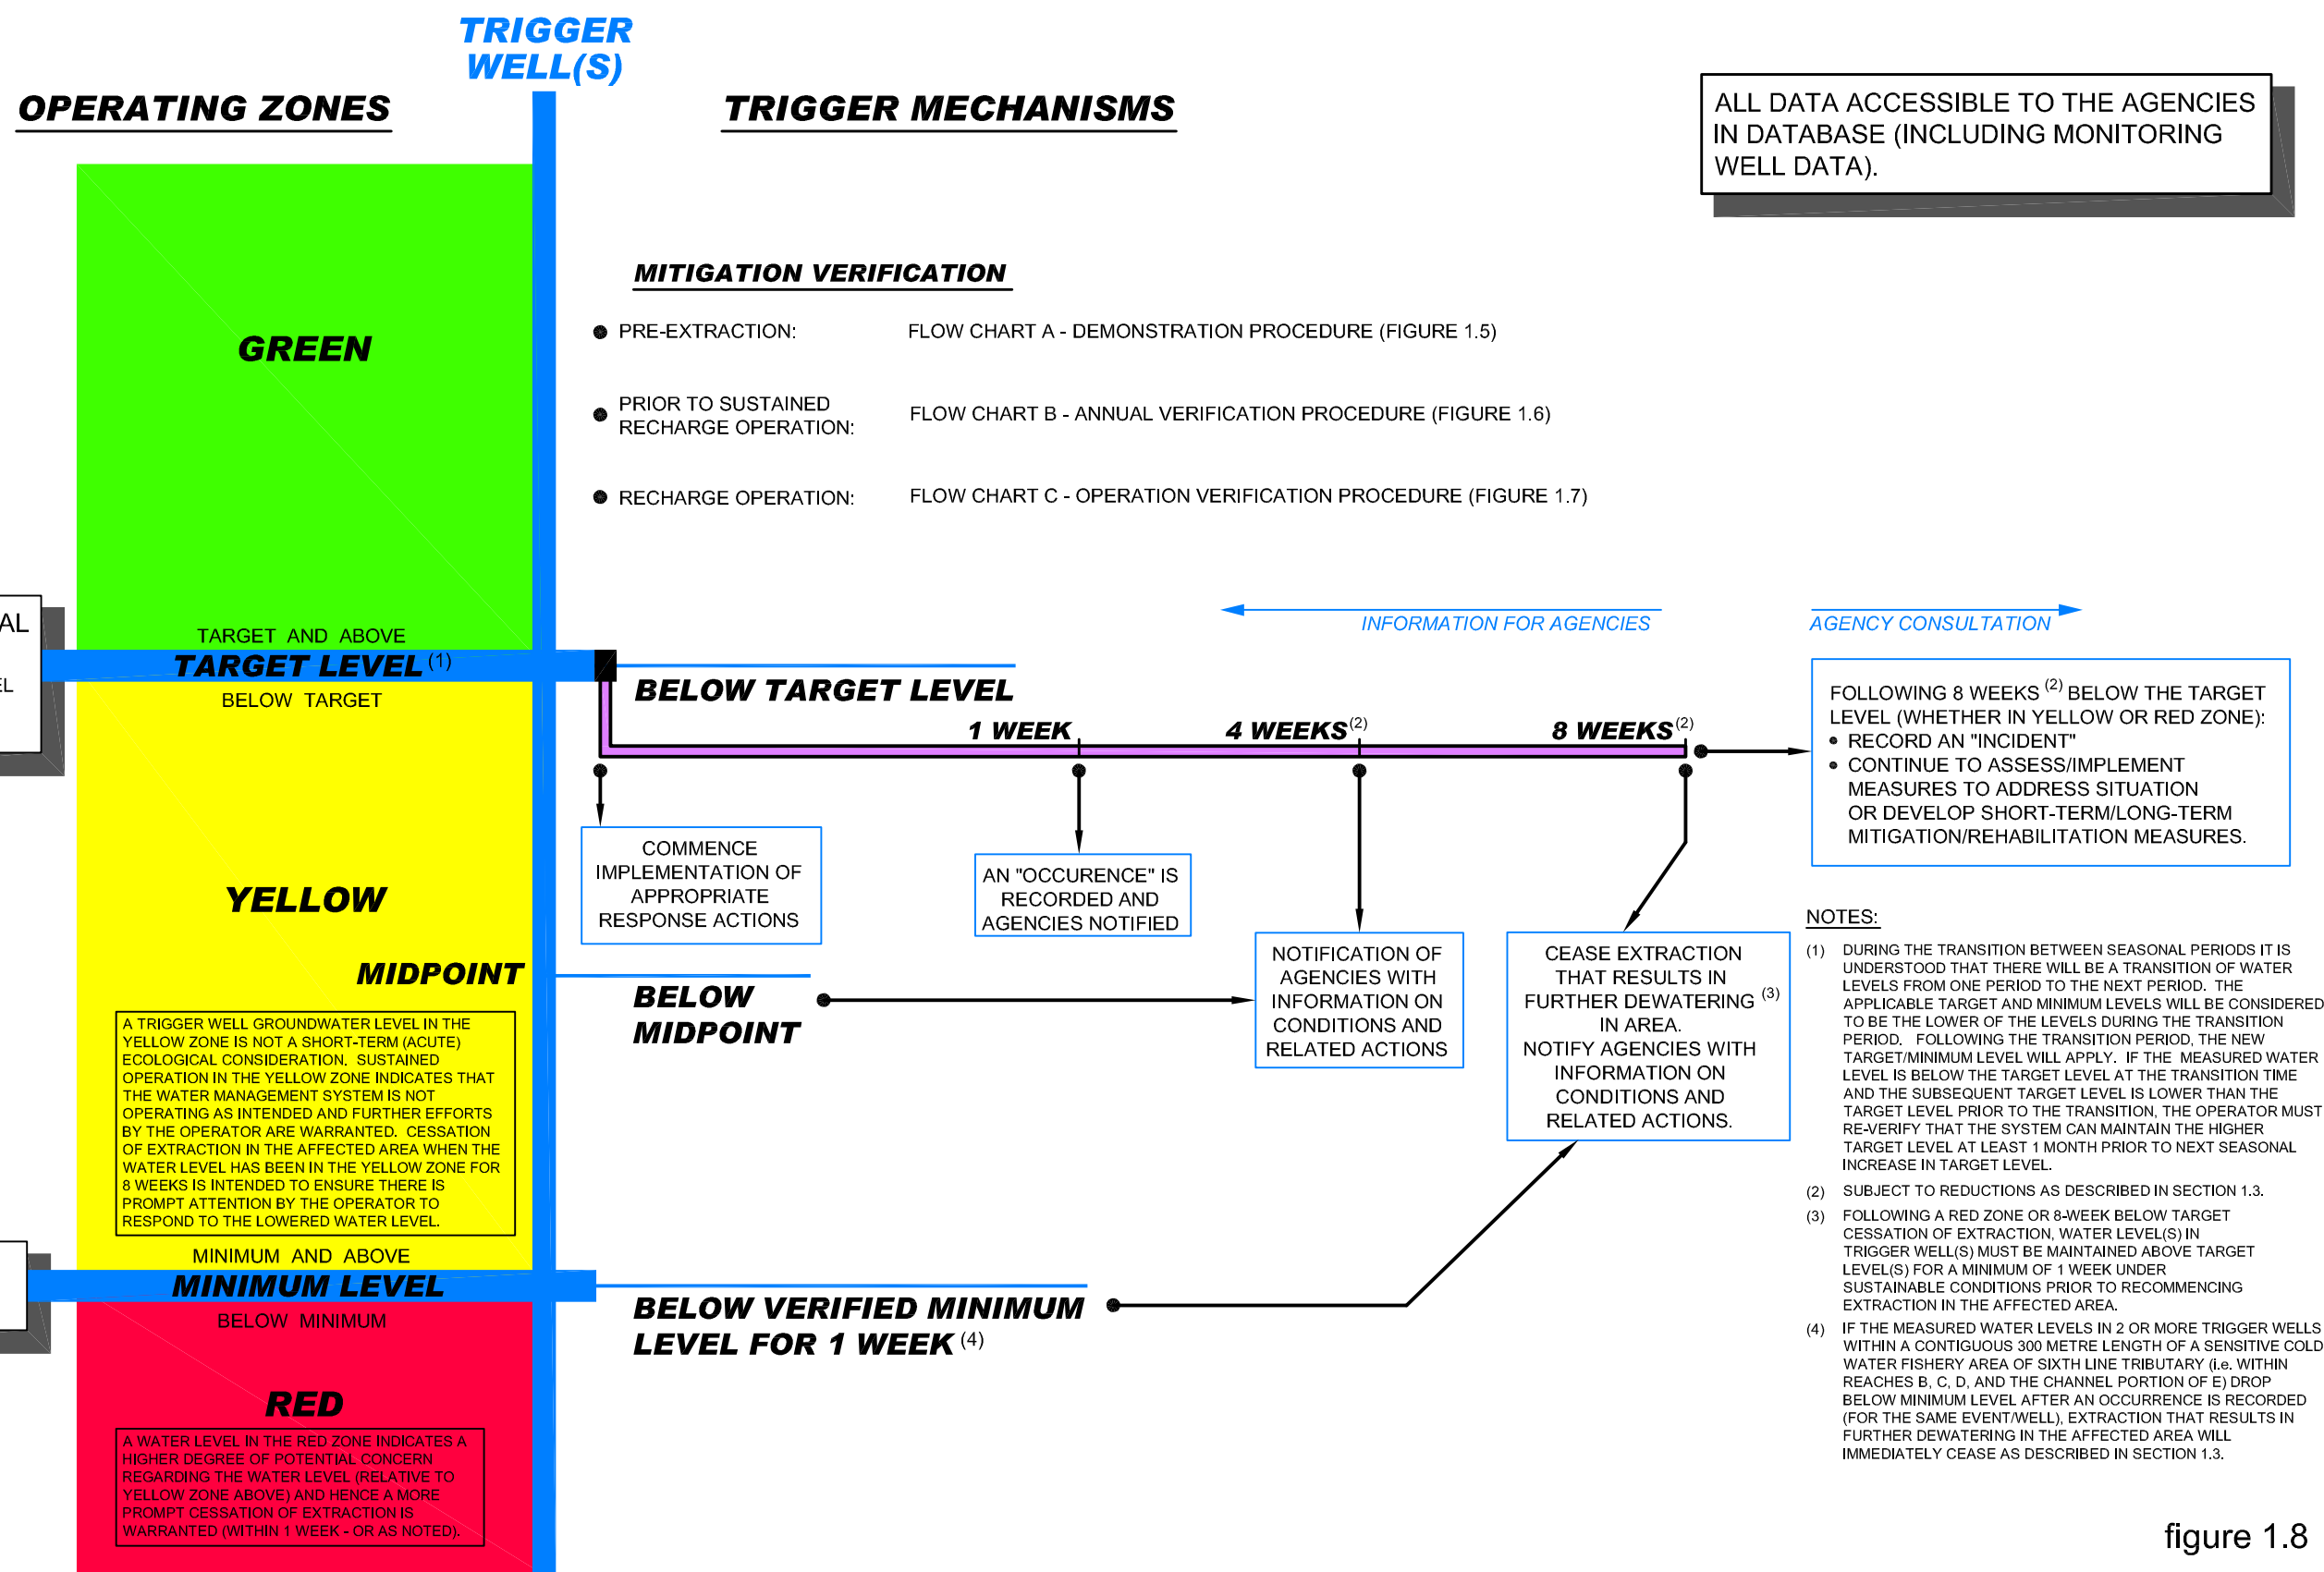 TRIGGER
WELL(S)
OPERATING ZONES
TRIGGER MECHANISMS
ALL DATA ACCESSIBLE TO THE AGENCIES
IN DATABASE (INCLUDING MONITORING
WELL DATA).
MITIGATION VERIFICATION
● PRE-EXTRACTION: FLOW CHART A - DEMONSTRATION PROCEDURE (FIGURE 1.5)
● PRIOR TO SUSTAINED
RECHARGE OPERATION: FLOW CHART B - ANNUAL VERIFICATION PROCEDURE (FIGURE 1.6)
● RECHARGE OPERATION: FLOW CHART C - OPERATION VERIFICATION PROCEDURE (FIGURE 1.7)
GREEN
TARGET AND ABOVE
TARGET LEVEL (1)
BELOW TARGET
AL
EL
INFORMATION FOR AGENCIES
AGENCY CONSULTATION
BELOW TARGET LEVEL
1 WEEK
4 WEEKS (2)
8 WEEKS (2)
FOLLOWING 8 WEEKS (2) BELOW THE TARGET
LEVEL (WHETHER IN YELLOW OR RED ZONE):
● RECORD AN "INCIDENT"
● CONTINUE TO ASSESS/IMPLEMENT
MEASURES TO ADDRESS SITUATION
OR DEVELOP SHORT-TERM/LONG-TERM
MITIGATION/REHABILITATION MEASURES.
COMMENCE
IMPLEMENTATION OF
APPROPRIATE
RESPONSE ACTIONS
AN "OCCURENCE" IS
RECORDED AND
AGENCIES NOTIFIED
NOTIFICATION OF
AGENCIES WITH
INFORMATION ON
CONDITIONS AND
RELATED ACTIONS
CEASE EXTRACTION
THAT RESULTS IN
FURTHER DEWATERING (3)
IN AREA.
NOTIFY AGENCIES WITH
INFORMATION ON
CONDITIONS AND
RELATED ACTIONS.
YELLOW
MIDPOINT
BELOW
MIDPOINT
A TRIGGER WELL GROUNDWATER LEVEL IN THE
YELLOW ZONE IS NOT A SHORT-TERM (ACUTE)
ECOLOGICAL CONSIDERATION. SUSTAINED
OPERATION IN THE YELLOW ZONE INDICATES THAT
THE WATER MANAGEMENT SYSTEM IS NOT
OPERATING AS INTENDED AND FURTHER EFFORTS
BY THE OPERATOR ARE WARRANTED. CESSATION
OF EXTRACTION IN THE AFFECTED AREA WHEN THE
WATER LEVEL HAS BEEN IN THE YELLOW ZONE FOR
8 WEEKS IS INTENDED TO ENSURE THERE IS
PROMPT ATTENTION BY THE OPERATOR TO
RESPOND TO THE LOWERED WATER LEVEL.
MINIMUM AND ABOVE
MINIMUM LEVEL
BELOW MINIMUM
BELOW VERIFIED MINIMUM
LEVEL FOR 1 WEEK (4)
RED
A WATER LEVEL IN THE RED ZONE INDICATES A
HIGHER DEGREE OF POTENTIAL CONCERN
REGARDING THE WATER LEVEL (RELATIVE TO
YELLOW ZONE ABOVE) AND HENCE A MORE
PROMPT CESSATION OF EXTRACTION IS
WARRANTED (WITHIN 1 WEEK - OR AS NOTED).
NOTES:
(1) DURING THE TRANSITION BETWEEN SEASONAL PERIODS IT IS
UNDERSTOOD THAT THERE WILL BE A TRANSITION OF WATER
LEVELS FROM ONE PERIOD TO THE NEXT PERIOD. THE
APPLICABLE TARGET AND MINIMUM LEVELS WILL BE CONSIDERED
TO BE THE LOWER OF THE LEVELS DURING THE TRANSITION
PERIOD. FOLLOWING THE TRANSITION PERIOD, THE NEW
TARGET/MINIMUM LEVEL WILL APPLY. IF THE MEASURED WATER
LEVEL IS BELOW THE TARGET LEVEL AT THE TRANSITION TIME
AND THE SUBSEQUENT TARGET LEVEL IS LOWER THAN THE
TARGET LEVEL PRIOR TO THE TRANSITION, THE OPERATOR MUST
RE-VERIFY THAT THE SYSTEM CAN MAINTAIN THE HIGHER
TARGET LEVEL AT LEAST 1 MONTH PRIOR TO NEXT SEASONAL
INCREASE IN TARGET LEVEL.
(2) SUBJECT TO REDUCTIONS AS DESCRIBED IN SECTION 1.3.
(3) FOLLOWING A RED ZONE OR 8-WEEK BELOW TARGET
CESSATION OF EXTRACTION, WATER LEVEL(S) IN
TRIGGER WELL(S) MUST BE MAINTAINED ABOVE TARGET
LEVEL(S) FOR A MINIMUM OF 1 WEEK UNDER
SUSTAINABLE CONDITIONS PRIOR TO RECOMMENCING
EXTRACTION IN THE AFFECTED AREA.
(4) IF THE MEASURED WATER LEVELS IN 2 OR MORE TRIGGER WELLS
WITHIN A CONTIGUOUS 300 METRE LENGTH OF A SENSITIVE COLD
WATER FISHERY AREA OF SIXTH LINE TRIBUTARY (i.e. WITHIN
REACHES B, C, D, AND THE CHANNEL PORTION OF E) DROP
BELOW MINIMUM LEVEL AFTER AN OCCURRENCE IS RECORDED
(FOR THE SAME EVENT/WELL), EXTRACTION THAT RESULTS IN
FURTHER DEWATERING IN THE AFFECTED AREA WILL
IMMEDIATELY CEASE AS DESCRIBED IN SECTION 1.3.
figure 1.8